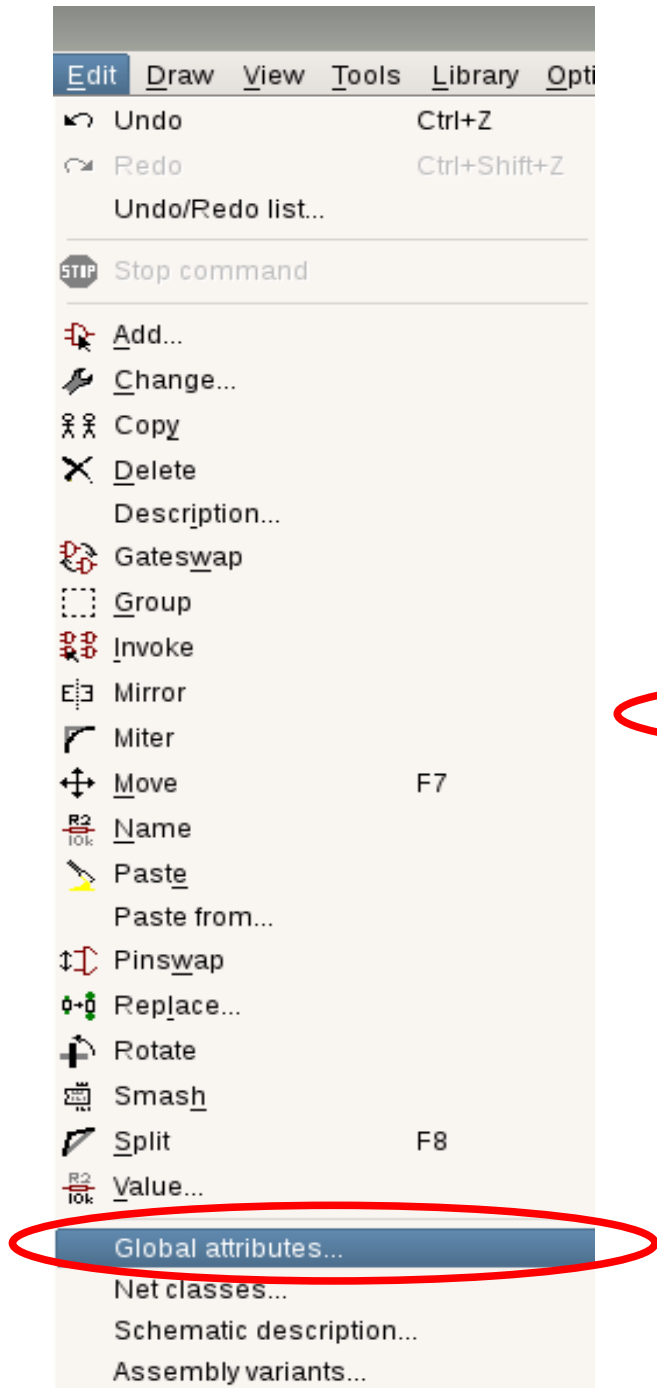 Edit Draw View Tools Library Opti
Undo Ctrl+Z
Redo Ctrl+Shift+Z
Undo/Redo list...
STOP Stop command
Add...
Change...
Copy
Delete
Description...
Gateswap
Group
Invoke
Mirror
Miter
Move F7
R2 10k Name
Paste
Paste from...
Pinswap
Replace...
Rotate
Smash
Split F8
R2 10k Value...
Global attributes...
Net classes...
Schematic description...
Assembly variants...